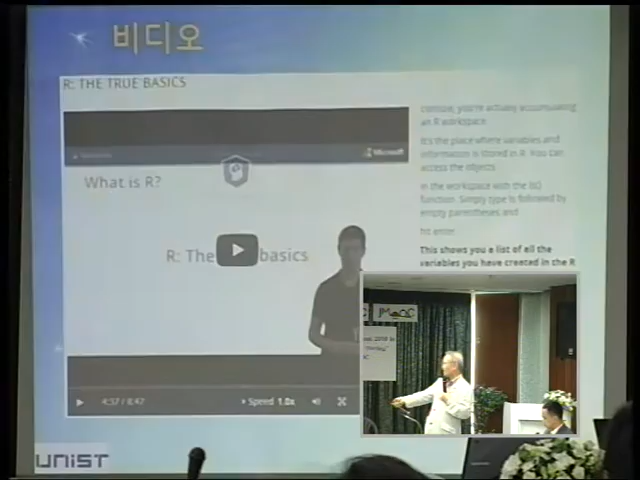 비디오
R: THE TRUE BASICS
What is R?
Microsoft
R: The basics
4:37 / 8:47
Speed 1.0x
console, you're actually accumulating
an R workspace.
It's the place where variables and
information is stored in R. You can
access the objects
in the workspace with the ls()
function. Simply type ls followed by
empty parentheses and
hit enter.
This shows you a list of all the
variables you have created in the R
JMOOC
UNIST